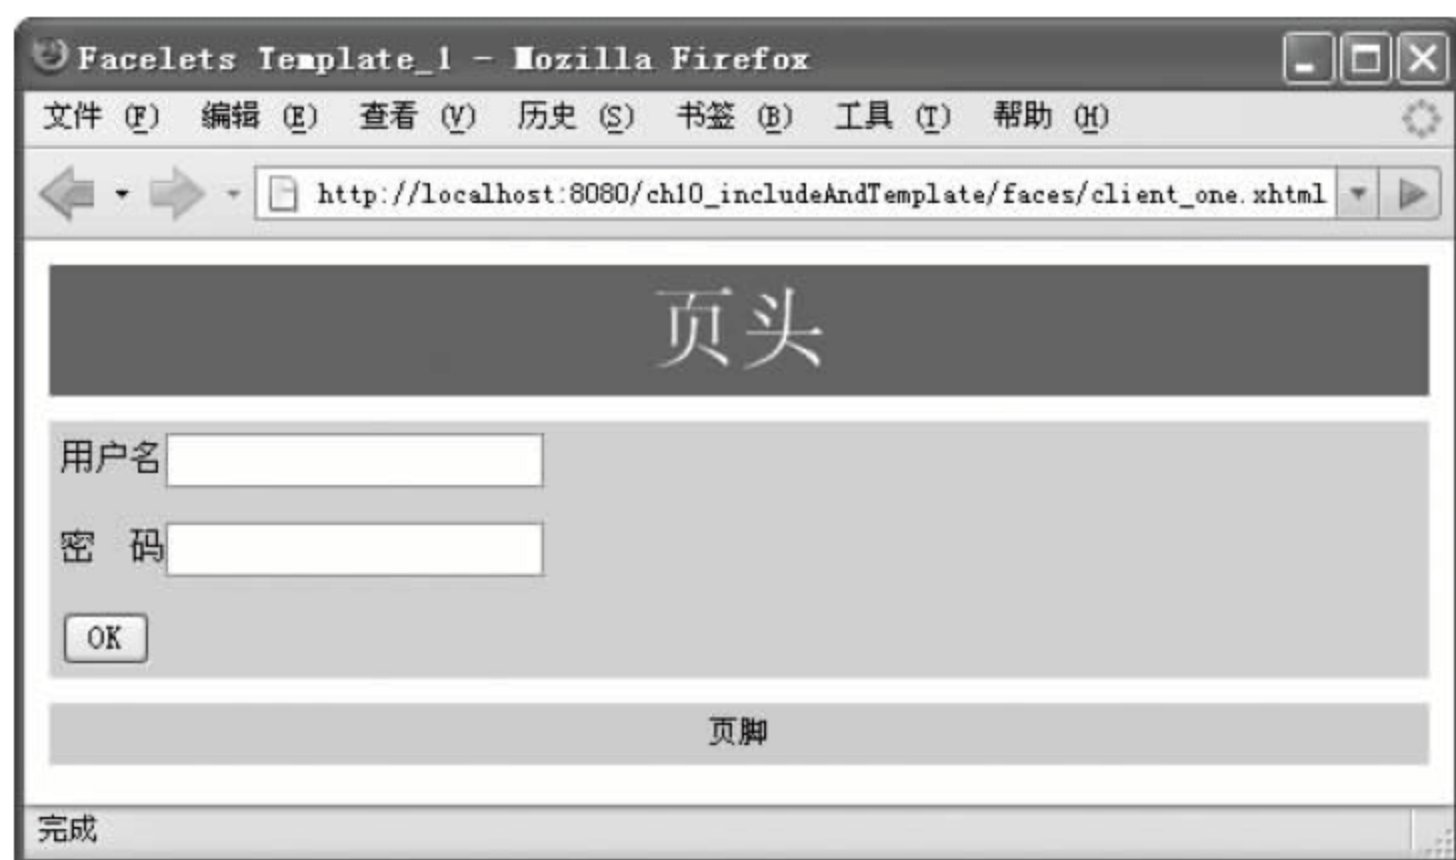 Facelets Template_1 - Mozilla Firefox
文件 (F) 编辑 (E) 查看 (V) 历史 (S) 书签 (B) 工具 (T) 帮助 (H)
http://localhost:8080/ch10_includeAndTemplate/faces/client_one.xhtml
页头
用户名
密 码
OK
页脚
完成